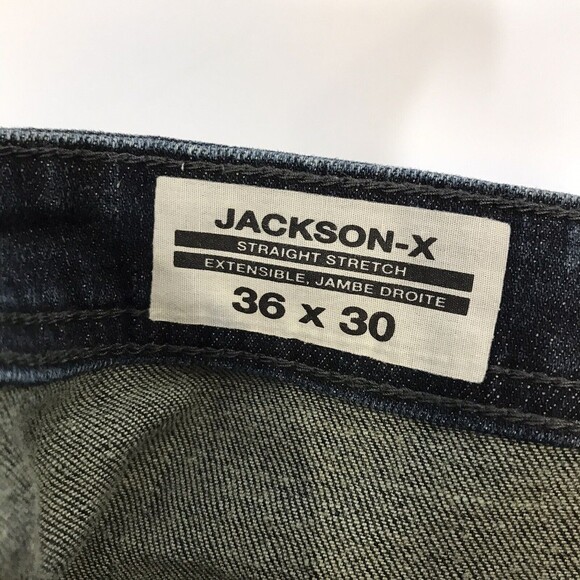 JACKSON-X
STRAIGHT STRETCH
EXTENSIBLE, JAMBE DROITE
36 x 30